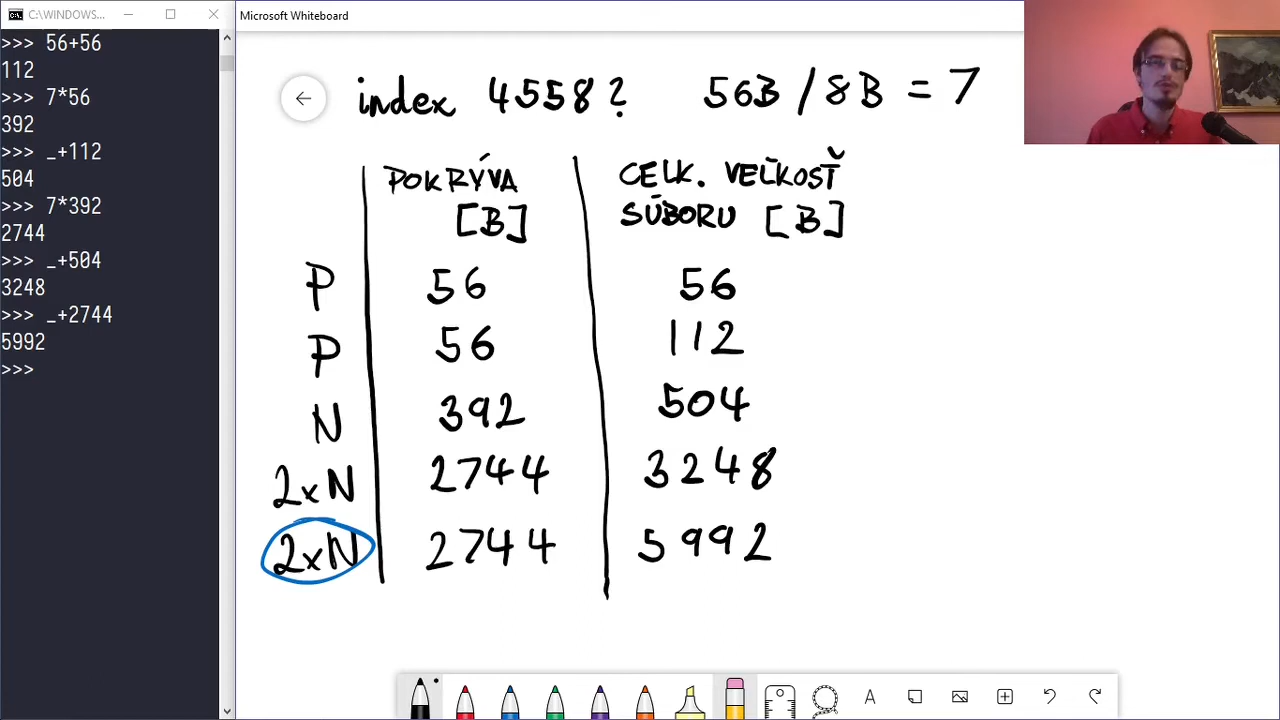 C:\WINDOWS...
>>> 56+56
112
>>> 7*56
392
>>> _+112
504
>>> 7*392
2744
>>> _+504
3248
>>> _+2744
5992
>>>
Microsoft Whiteboard
index 4558? 56B / 8B = 7
POKRÝVA
[B]
CELK. VEĽKOSŤ
SÚBORU [B]
P 56 56
P 56 112
N 392 504
2xN 2744 3248
2xN 2744 5992
A